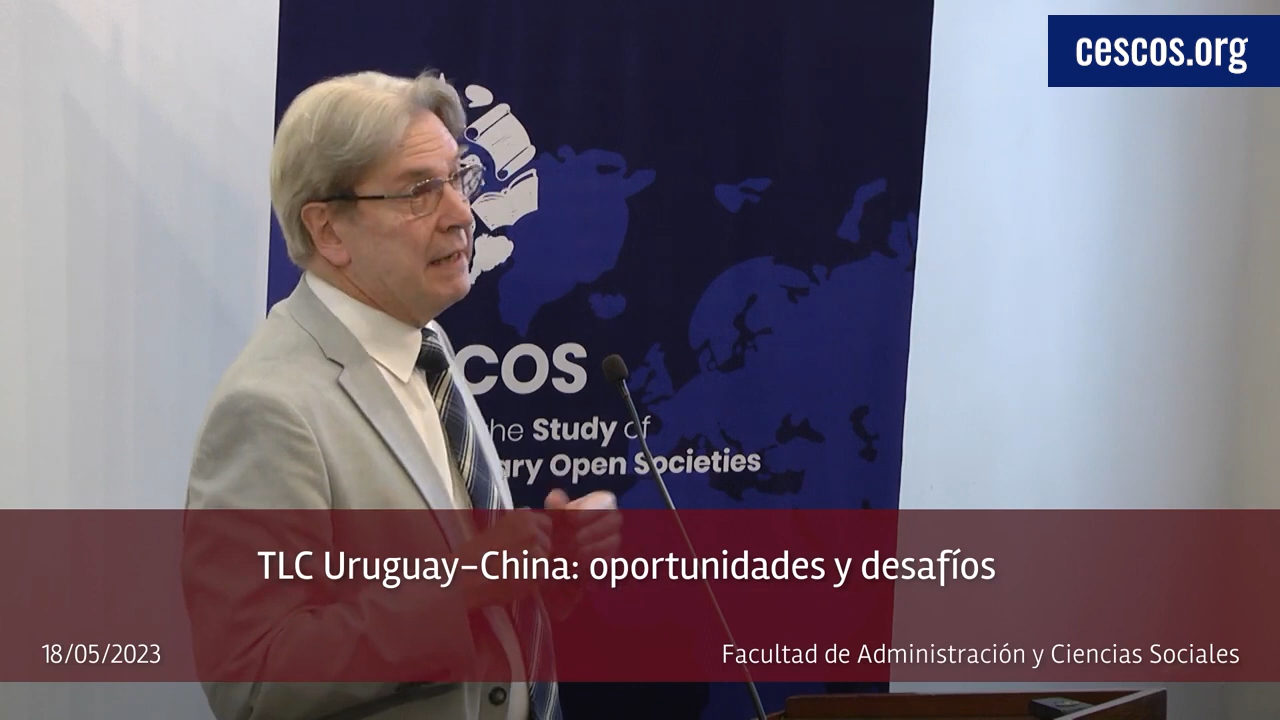 cescos.org
COS
the Study of
ary Open Societies
TLC Uruguay–China: oportunidades y desafíos
18/05/2023
Facultad de Administración y Ciencias Sociales